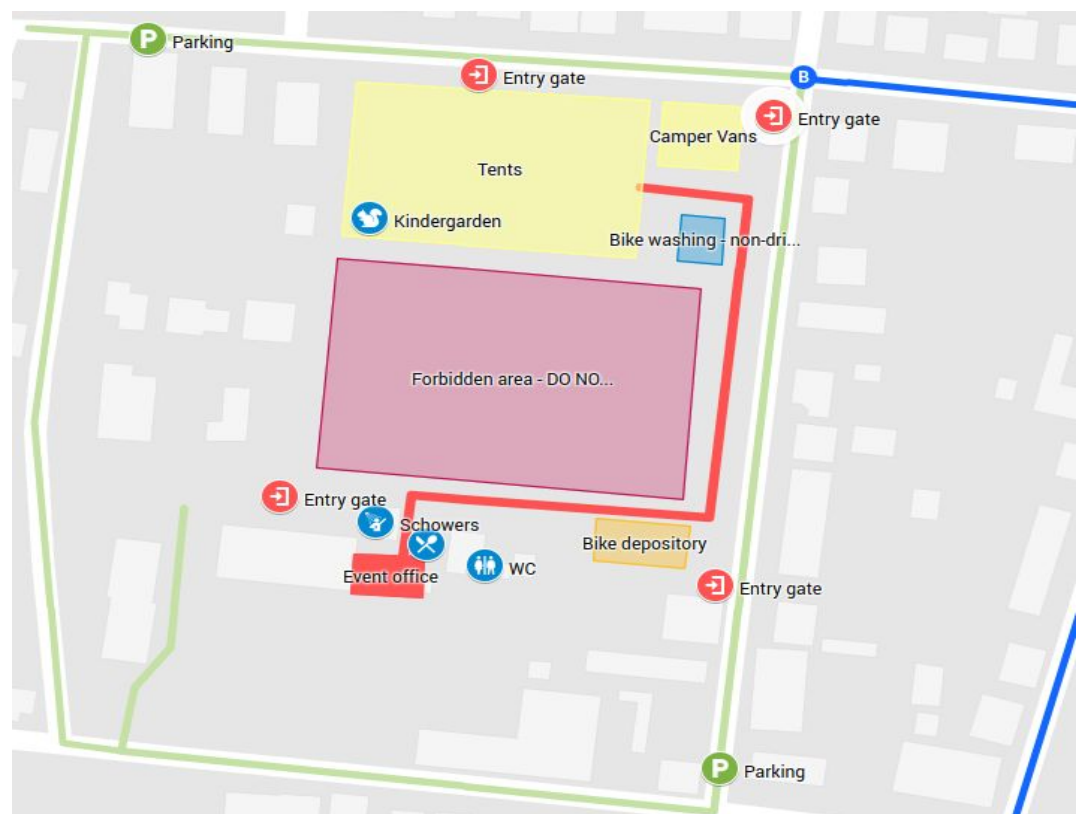 P Parking
Entry gate
B
Entry gate
Camper Vans
Tents
Kindergarden
Bike washing - non-dri...
Forbidden area - DO NO...
Entry gate
Schowers
Bike depository
WC
Event office
Entry gate
P Parking